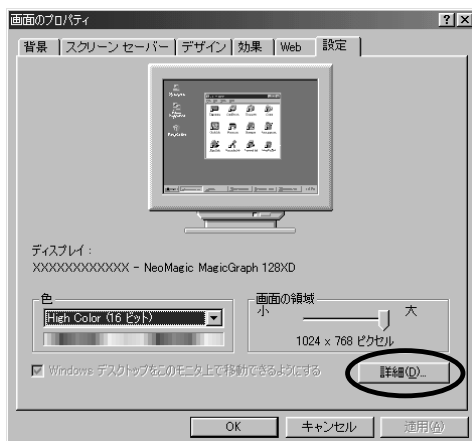 画面のプロパティ
背景 スクリーン セーバー デザイン 効果 Web 設定
ディスプレイ :
XXXXXXXXXXXX - NeoMagic MagicGraph 128XD
色
High Color (16 ビット)
画面の領域
小 大
1024 x 768 ピクセル
Windows デスクトップをこのモニタ上で移動できるようにする
詳細(D)...
OK キャンセル 適用(A)